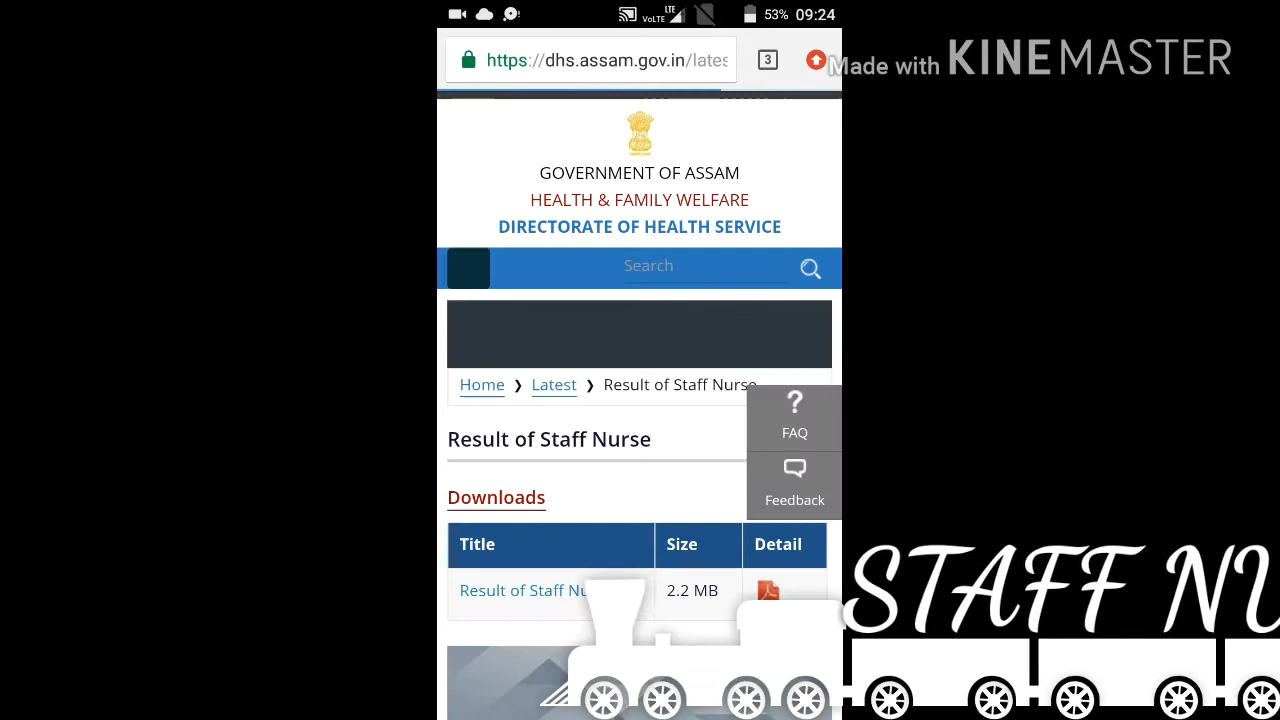 VoLTE LTE 53% 09:24
https://dhs.assam.gov.in/lates
3
Made with KINEMASTER
GOVERNMENT OF ASSAM
HEALTH & FAMILY WELFARE
DIRECTORATE OF HEALTH SERVICE
Search
Home ❯ Latest ❯ Result of Staff Nurse
FAQ
Result of Staff Nurse
Feedback
Downloads
Title Size Detail
Result of Staff Nu 2.2 MB
STAFF NU